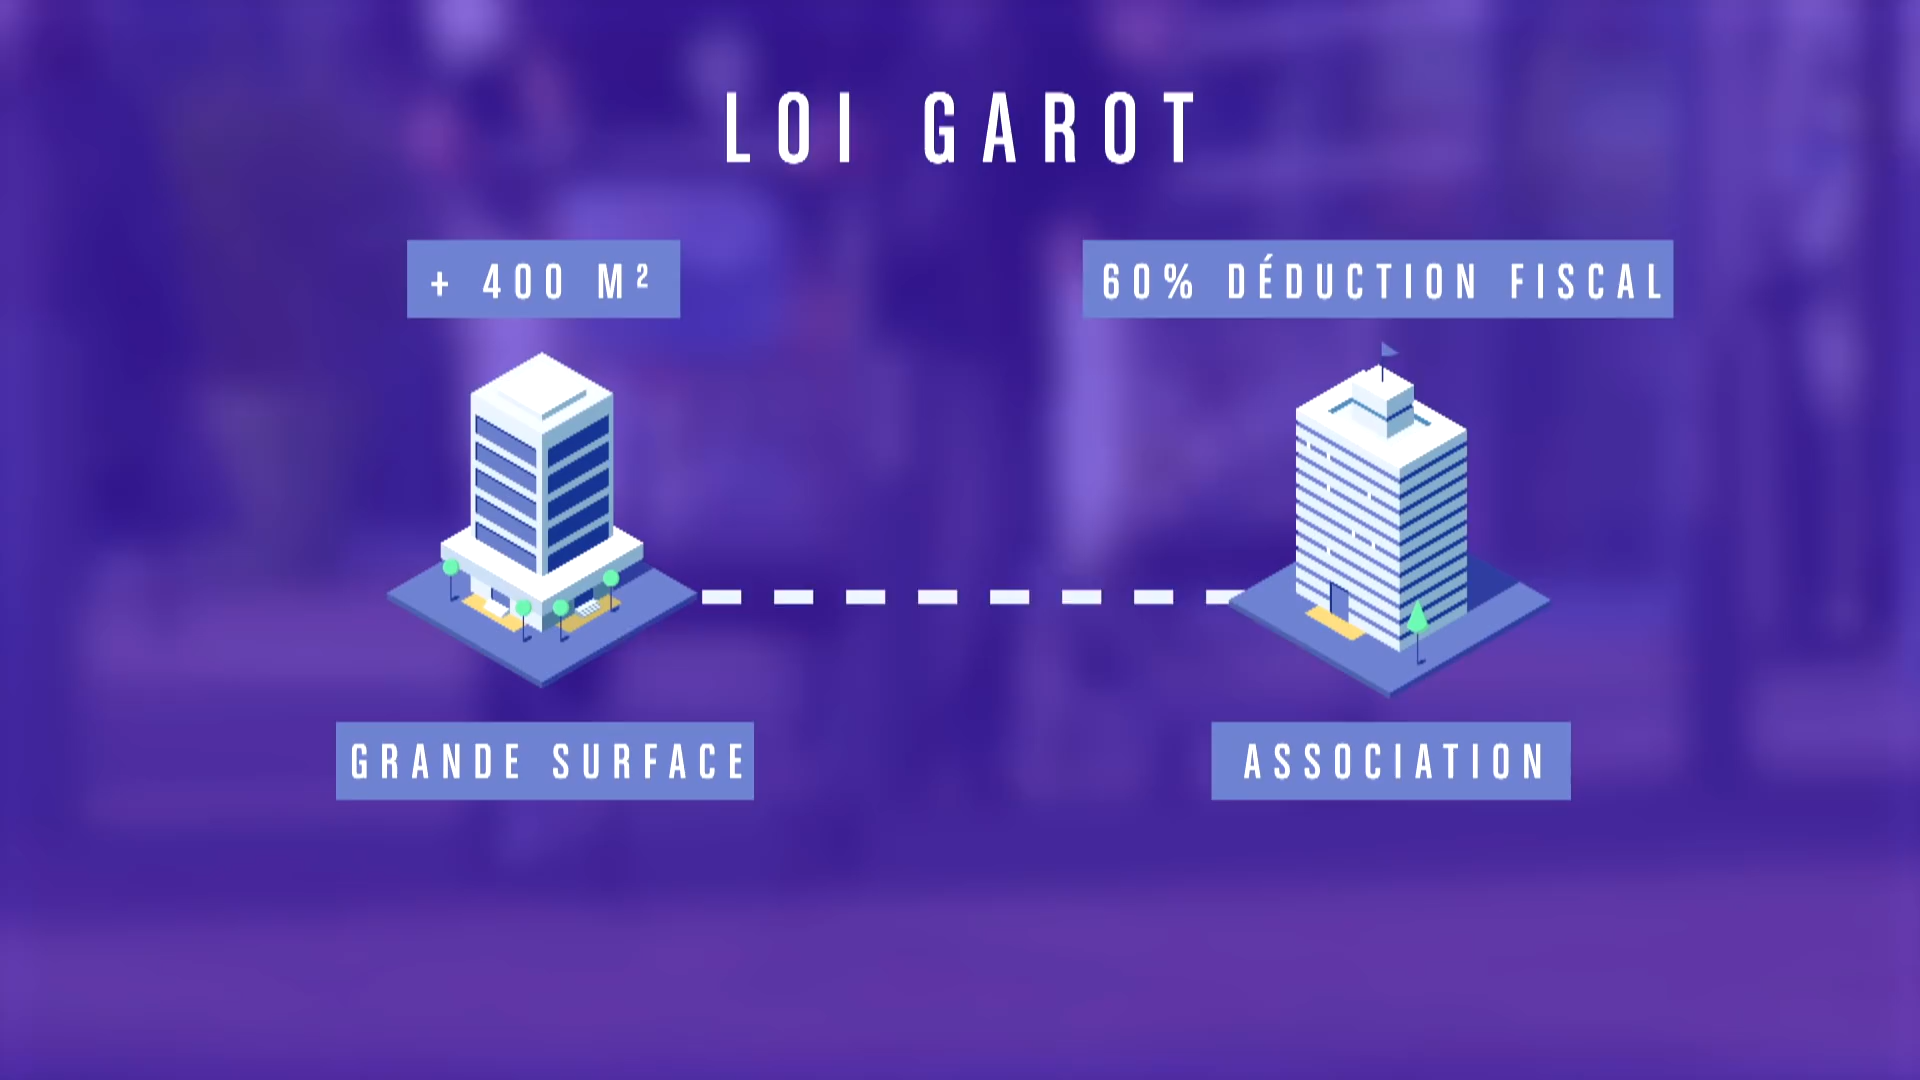 LOI GAROT
+ 400 M²
60% DÉDUCTION FISCAL
GRANDE SURFACE
ASSOCIATION